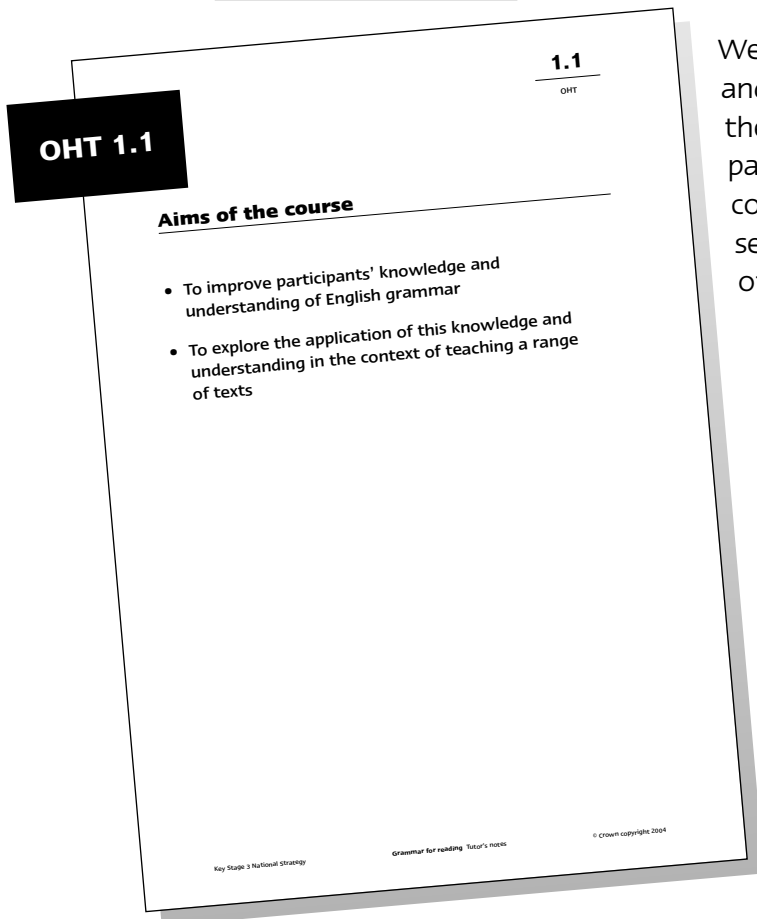 1.1
OHT
OHT 1.1
Aims of the course
• To improve participants' knowledge and
understanding of English grammar
• To explore the application of this knowledge and
understanding in the context of teaching a range
of texts
Key Stage 3 National Strategy
Grammar for reading Tutor's notes
© Crown copyright 2004
We